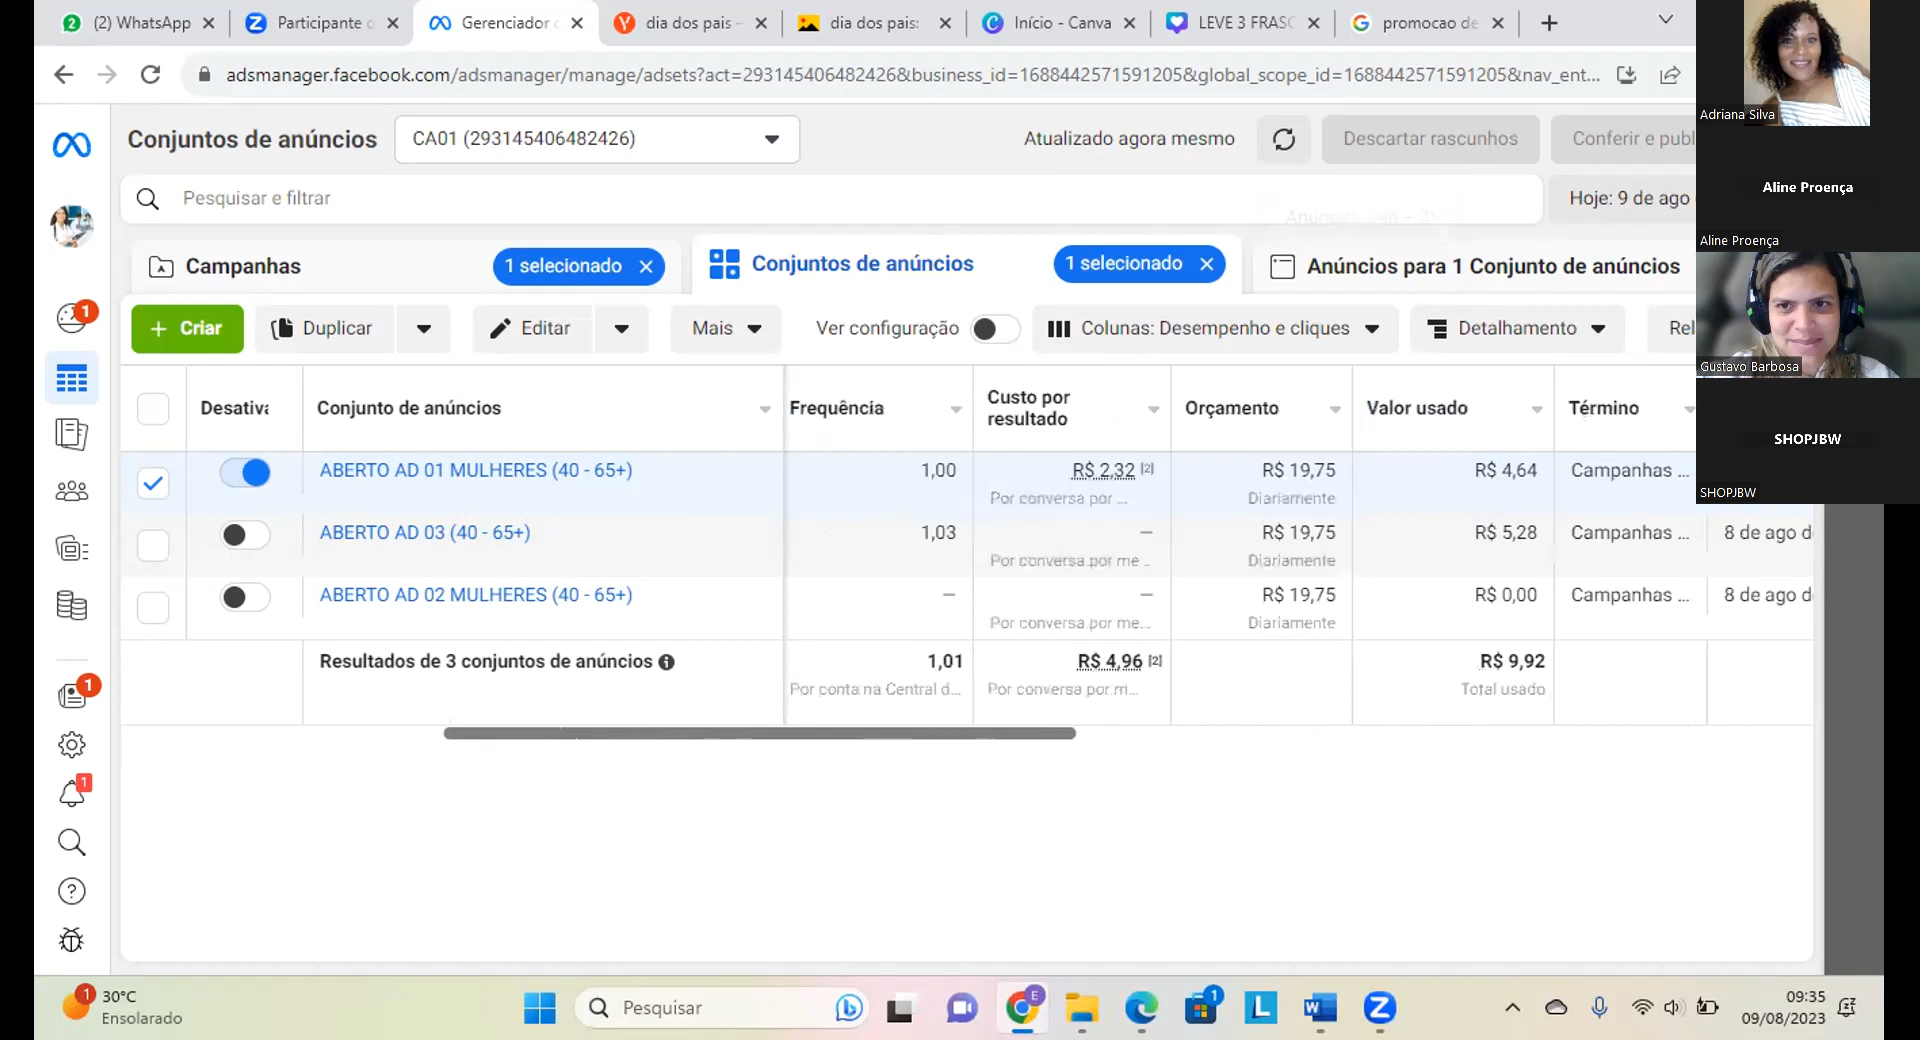 (2) WhatsApp
Participante
Gerenciador
dia dos pais
dia dos pais:
Início - Canva
LEVE 3 FRASC
promocao de
adsmanager.facebook.com/adsmanager/manage/adsets?act=293145406482426&business_id=1688442571591205&global_scope_id=1688442571591205&nav_ent...
Conjuntos de anúncios
CA01 (293145406482426)
Atualizado agora mesmo
Descartar rascunhos
Conferir e publ
Pesquisar e filtrar
Hoje: 9 de ago
Campanhas
1 selecionado
Conjuntos de anúncios
1 selecionado
Anúncios para 1 Conjunto de anúncios
+ Criar
Duplicar
Editar
Mais
Ver configuração
Colunas: Desempenho e cliques
Detalhamento
Rel
Desativa
Conjunto de anúncios
Frequência
Custo por
resultado
Orçamento
Valor usado
Término
ABERTO AD 01 MULHERES (40 - 65+)
1,00
R$ 2,32 [2]
R$ 19,75
R$ 4,64
Campanhas ...
Por conversa por ...
Diariamente
ABERTO AD 03 (40 - 65+)
1,03
—
R$ 19,75
R$ 5,28
Campanhas ...
8 de ago d
Por conversa por me ...
Diariamente
ABERTO AD 02 MULHERES (40 - 65+)
—
—
R$ 19,75
R$ 0,00
Campanhas ...
8 de ago d
Por conversa por me...
Diariamente
Resultados de 3 conjuntos de anúncios
1,01
R$ 4,96 [2]
R$ 9,92
Por conta na Central d...
Por conversa por m...
Total usado
1
1
1
Adriana Silva
Aline Proença
Aline Proença
Gustavo Barbosa
SHOPJBW
SHOPJBW
1
30°C
Ensolarado
Pesquisar
E
1
L
09:35
09/08/2023